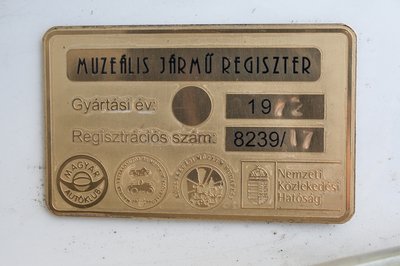 MUZEÁLIS JÁRMŰ REGISZTER
Gyártási év: 1972
Regisztrációs szám: 8239/17
MAGYAR
AUTÓKLUB
Nemzeti
Közlekedési
Hatóság